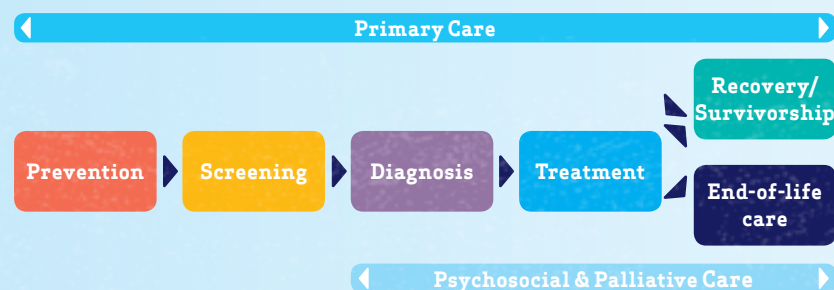 Primary Care
Prevention
Screening
Diagnosis
Treatment
Recovery/
Survivorship
End-of-life
care
Psychosocial & Palliative Care